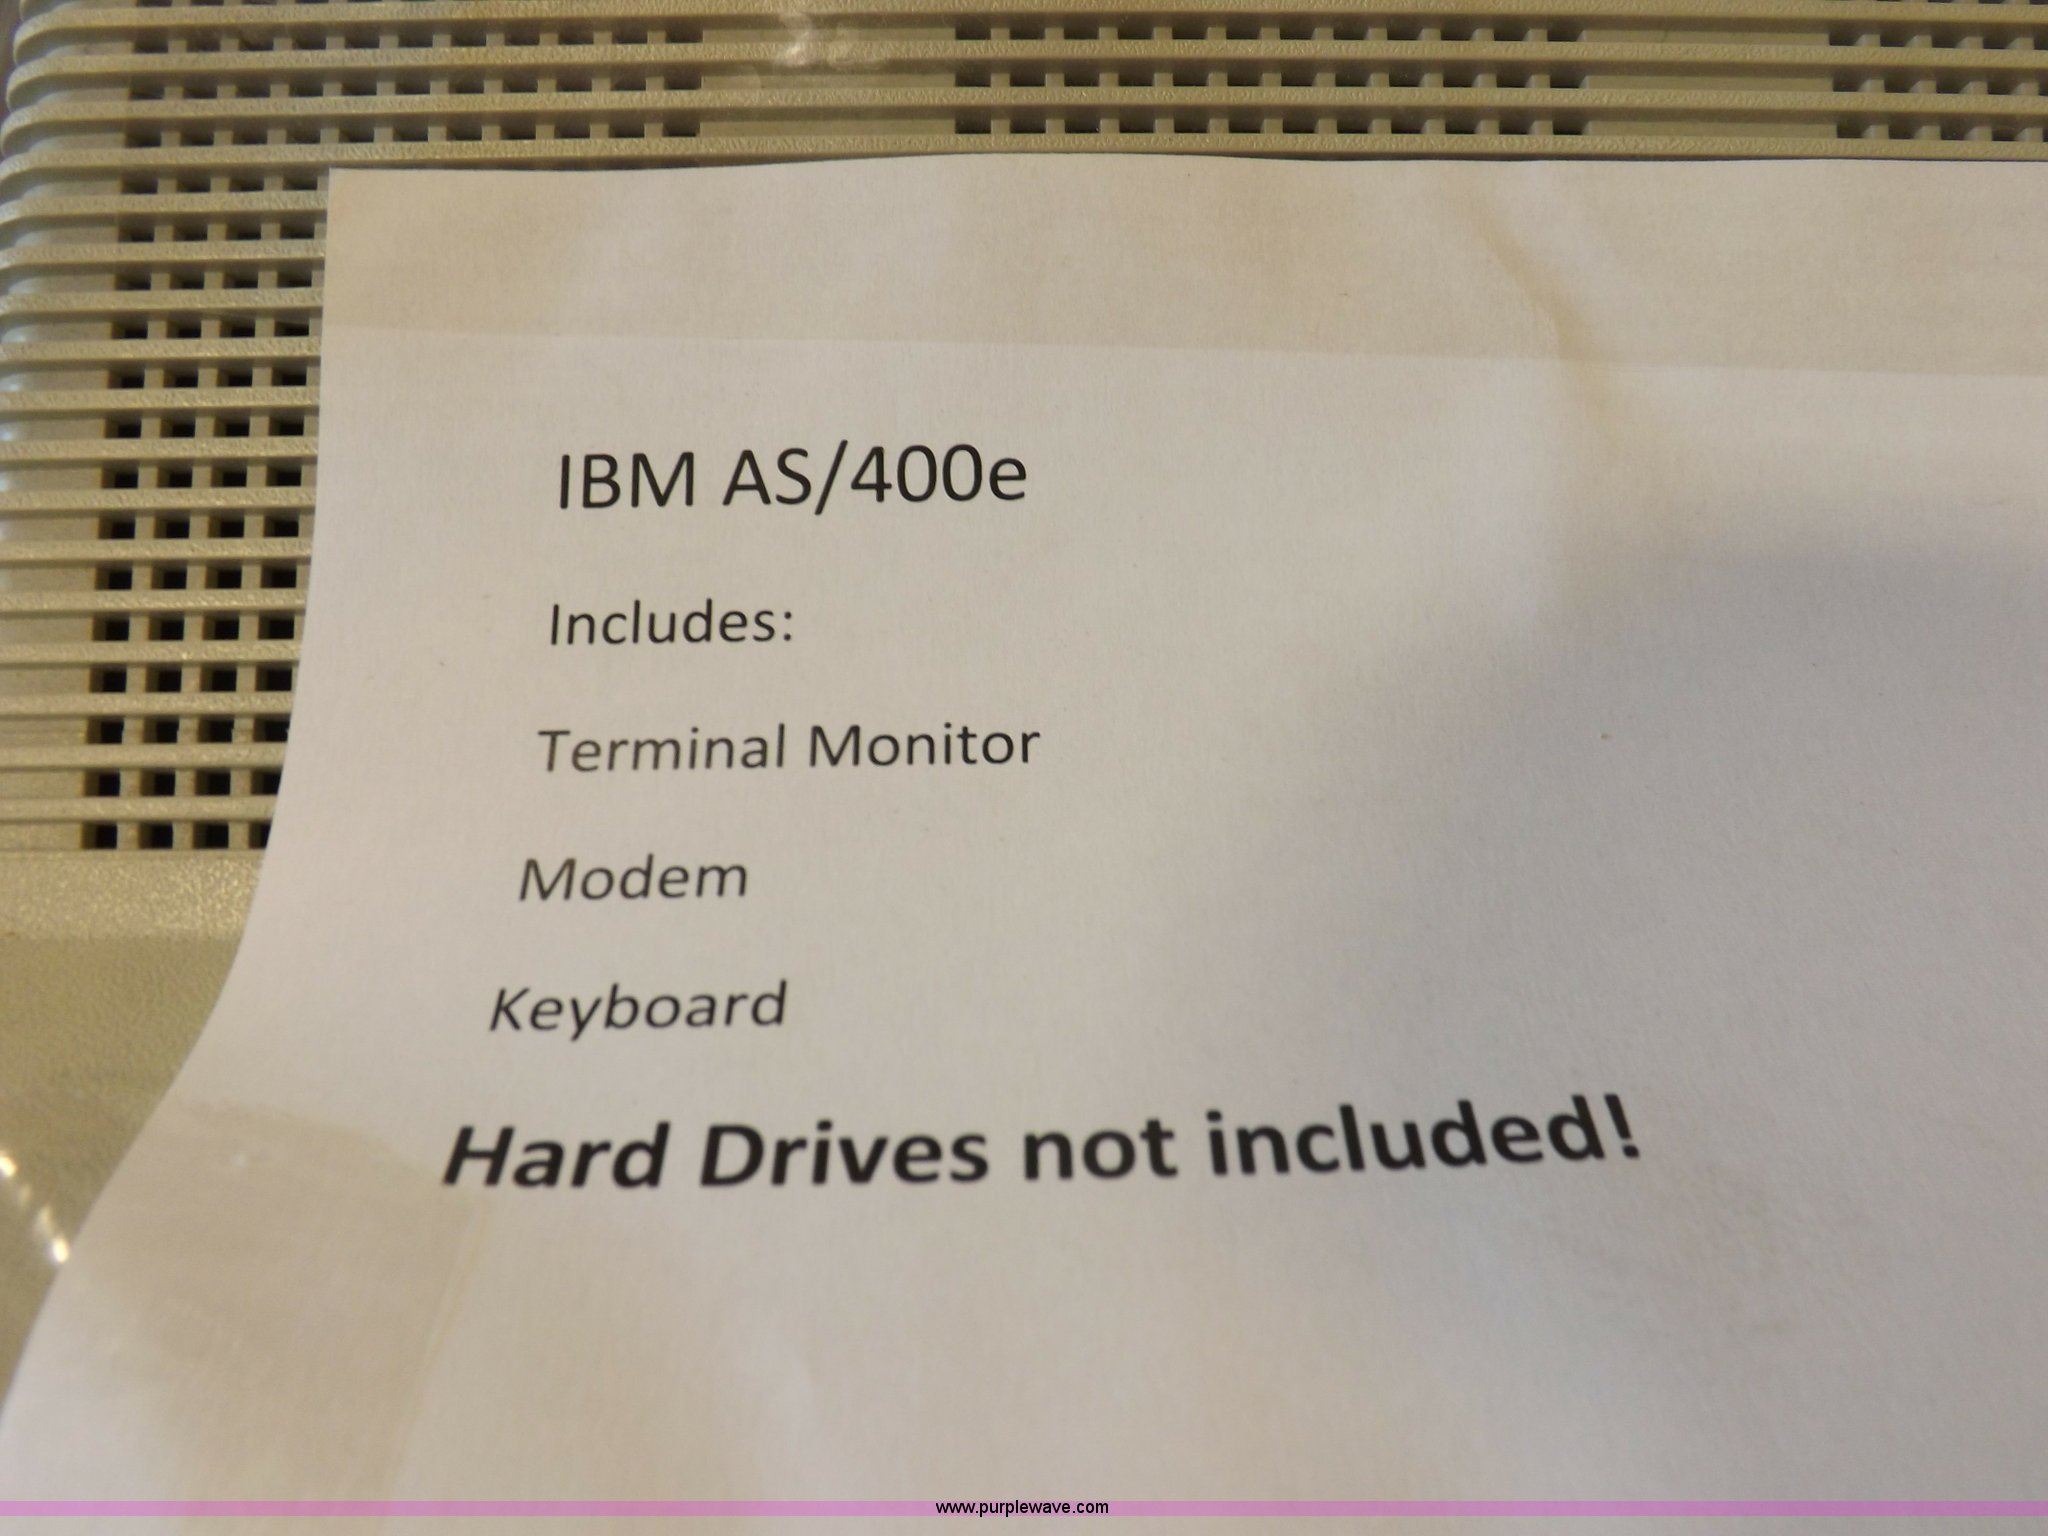 IBM AS/400e
Includes:
Terminal Monitor
Modem
Keyboard
Hard Drives not included!
www.purplewave.com